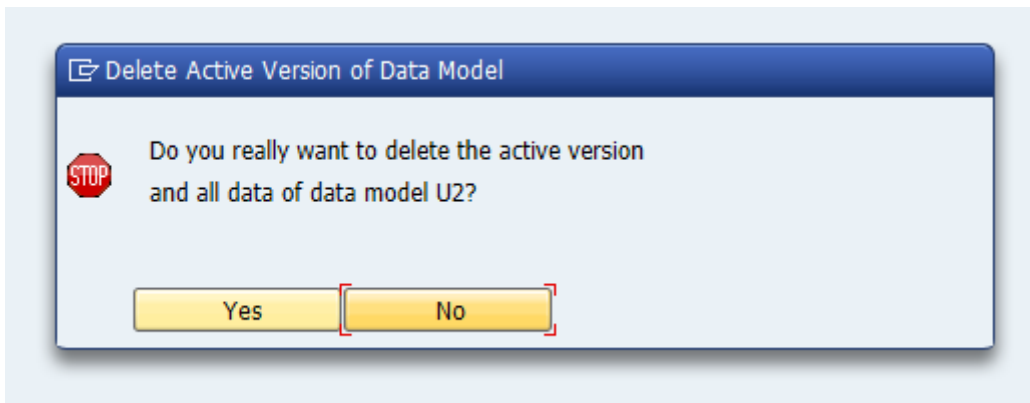 Delete Active Version of Data Model
Do you really want to delete the active version
STOP
and all data of data model U2?
Yes
No